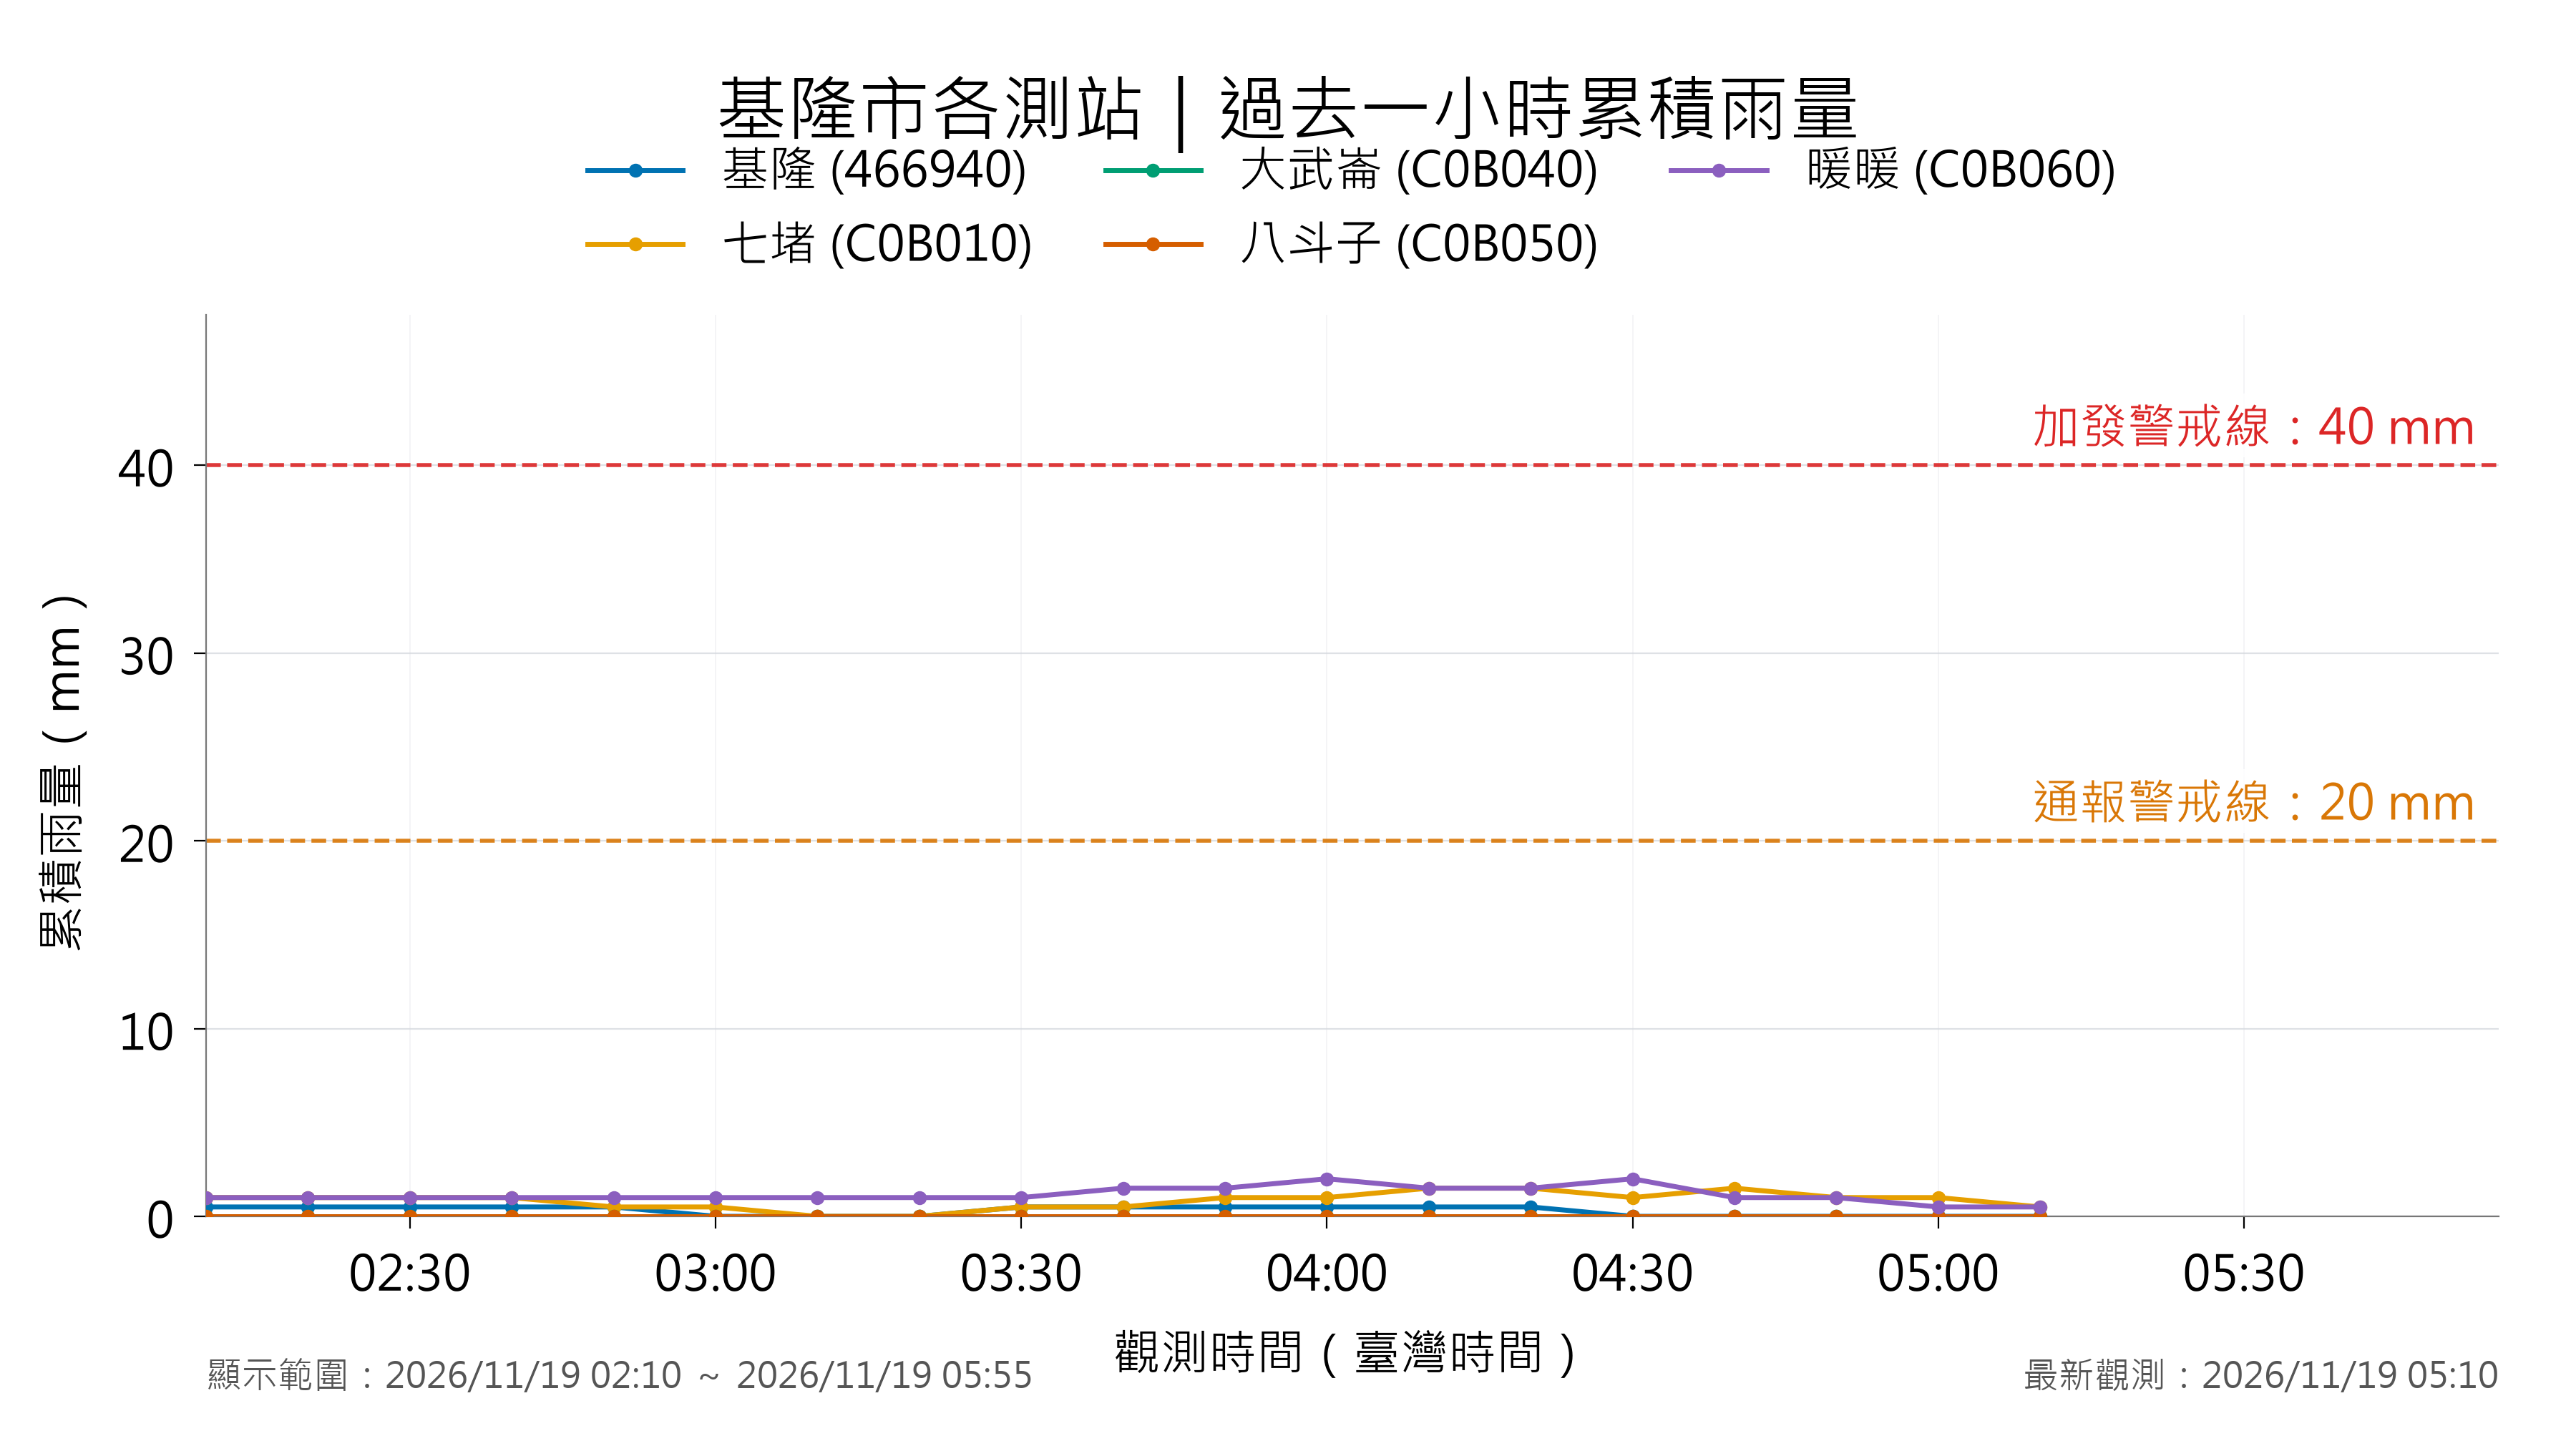 基隆市各測站｜過去一小時累積雨量
基隆 (466940)
大武崙 (C0B040)
暖暖 (C0B060)
七堵 (C0B010)
八斗子 (C0B050)
累積雨量（mm）
加發警戒線：40 mm
通報警戒線：20 mm
40
30
20
10
0
02:30
03:00
03:30
04:00
04:30
05:00
05:30
觀測時間（臺灣時間）
顯示範圍：2026/11/19 02:10 ~ 2026/11/19 05:55
最新觀測：2026/11/19 05:10